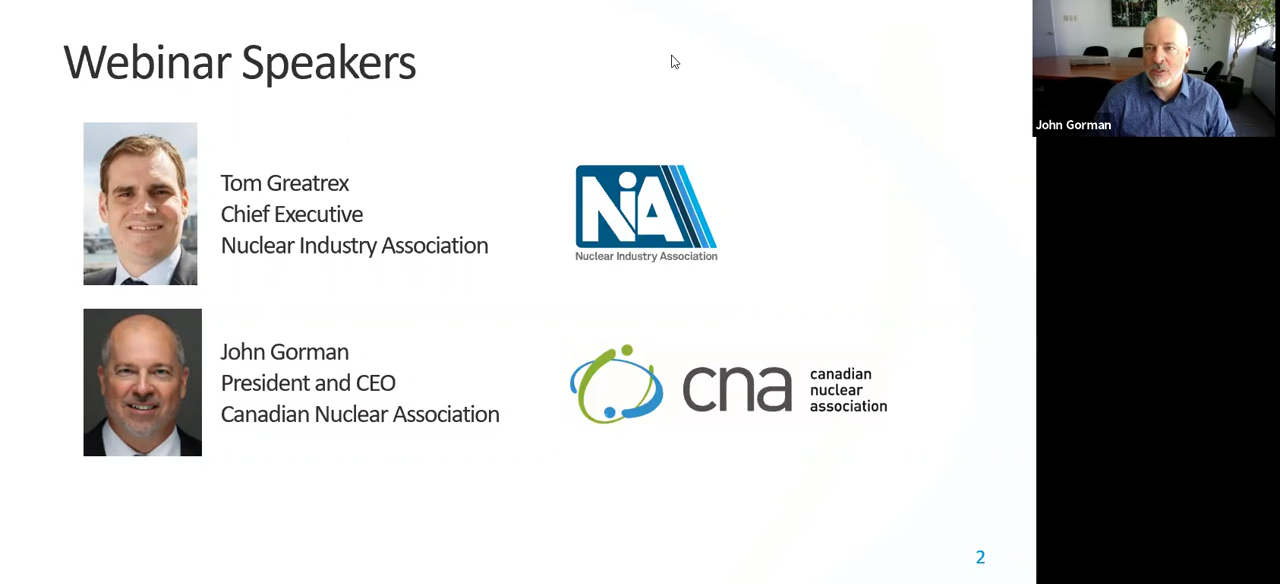 Webinar Speakers
John Gorman
Tom Greatrex
Chief Executive
Nuclear Industry Association
NIA
Nuclear Industry Association
John Gorman
President and CEO
Canadian Nuclear Association
cna
canadian
nuclear
association
2